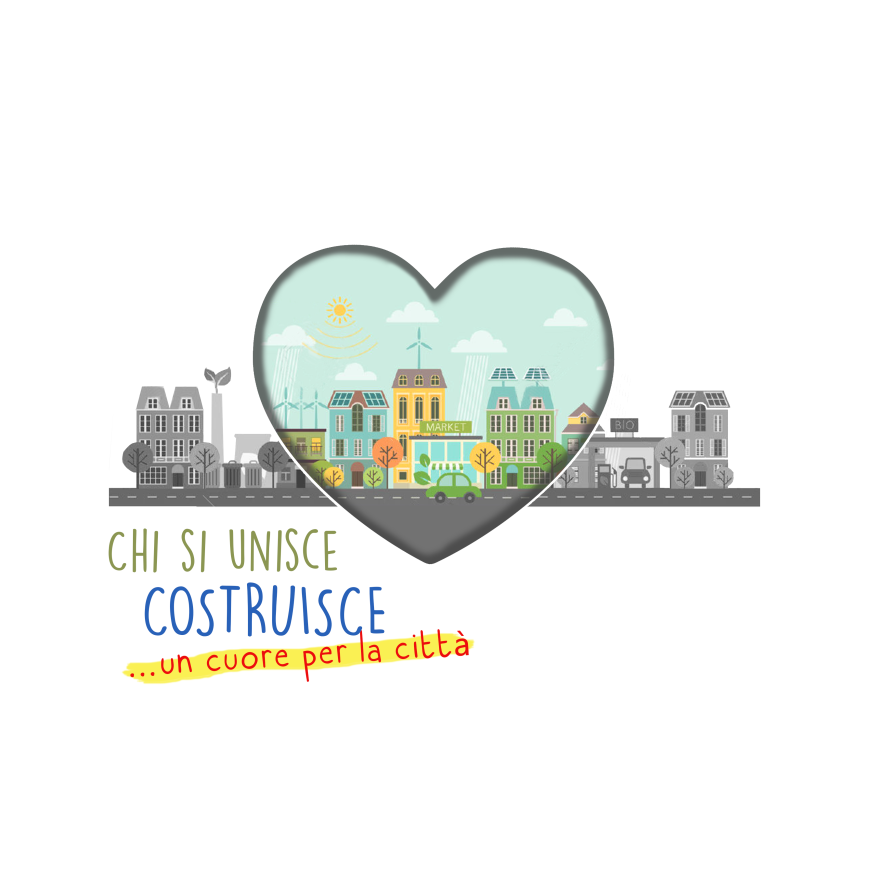 MARKET
BIO
CHI SI UNISCE
COSTRUISCE
...un cuore per la città